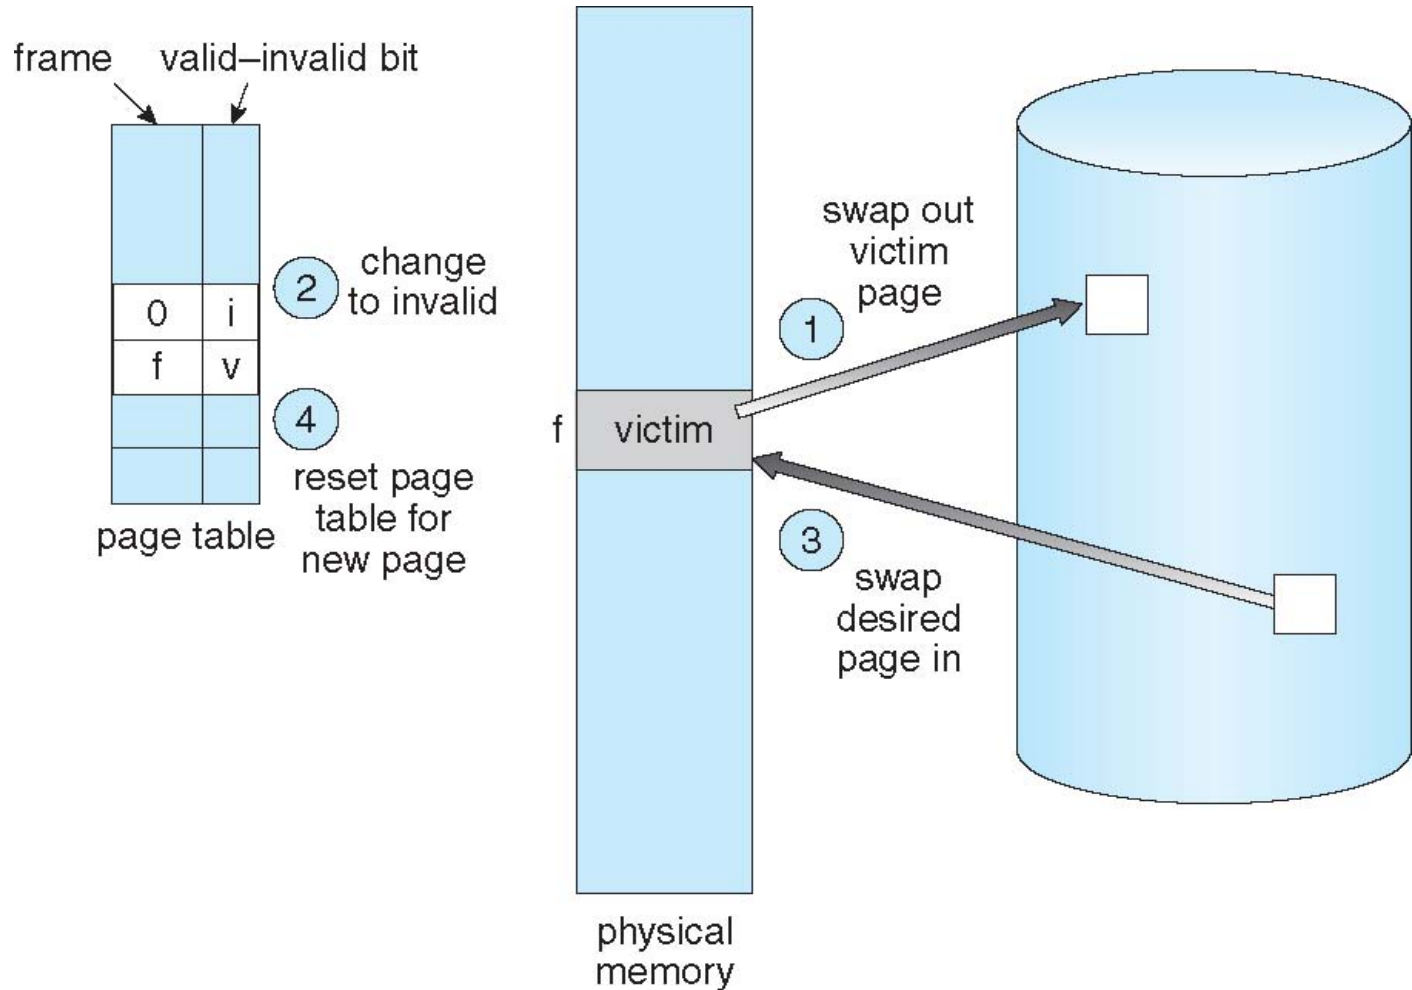 frame
valid–invalid bit
2
change
to invalid
0
i
f
v
4
reset page
table for
new page
page table
f
victim
physical
memory
swap out
victim
page
1
3
swap
desired
page in